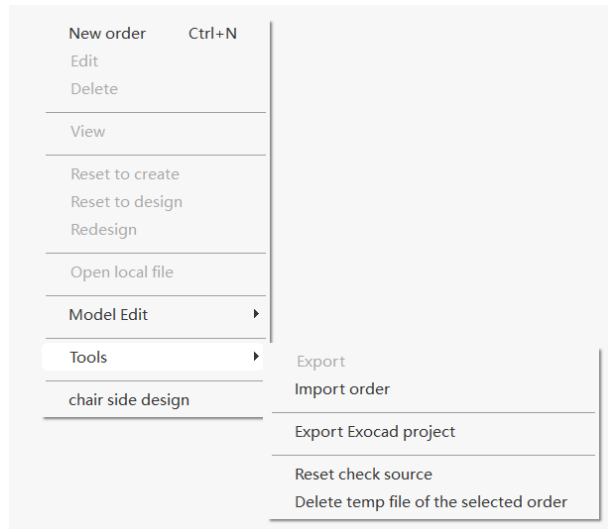 New order Ctrl+N
Edit
Delete
View
Reset to create
Reset to design
Redesign
Open local file
Model Edit
Tools
chair side design
Export
Import order
Export Exocad project
Reset check source
Delete temp file of the selected order